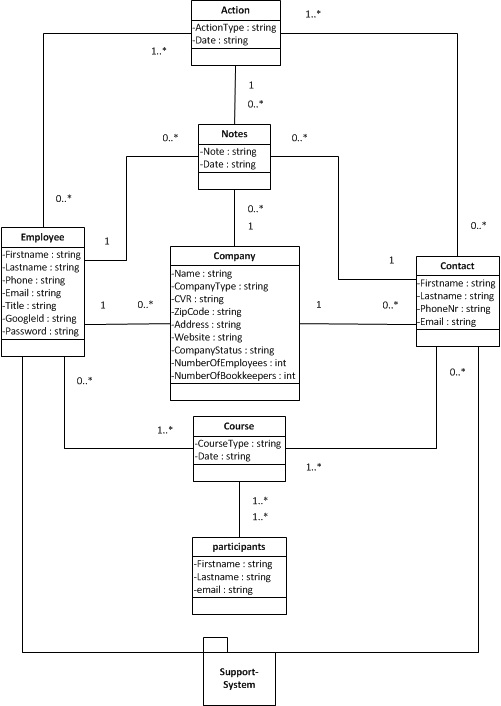 Action
-ActionType : string
-Date : string
1..*
1..*
1
0..*
Notes
0..*
0..*
-Note : string
-Date : string
0..*
0..*
0..*
1
Employee
1
-Firstname : string
-Lastname : string
-Phone : string
-Email : string
-Title : string
-GoogleId : string
-Password : string
Company
-Name : string
-CompanyType : string
-CVR : string
-ZipCode : string
-Address : string
-Website : string
-CompanyStatus : string
-NumberOfEmployees : int
-NumberOfBookkeepers : int
1
Contact
-Firstname : string
-Lastname : string
-PhoneNr : string
-Email : string
1
0..*
1
0..*
0..*
0..*
1..*
Course
-CourseType : string
-Date : string
1..*
1..*
1..*
participants
-Firstname : string
-Lastname : string
-email : string
Support-
System